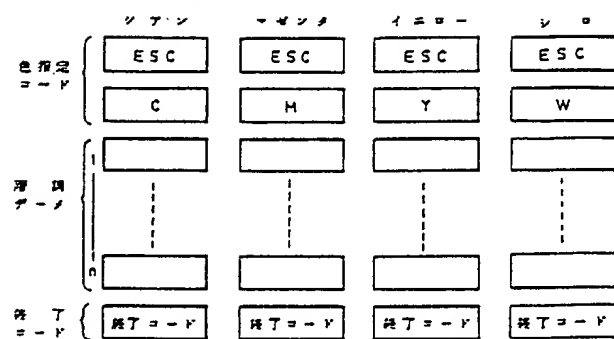 シアン マゼンタ イエロー シロ
色指定
コード
ESC ESC ESC ESC
C M Y W
階調
データ
1
n
終了
コード
終了コード 終了コード 終了コード 終了コード